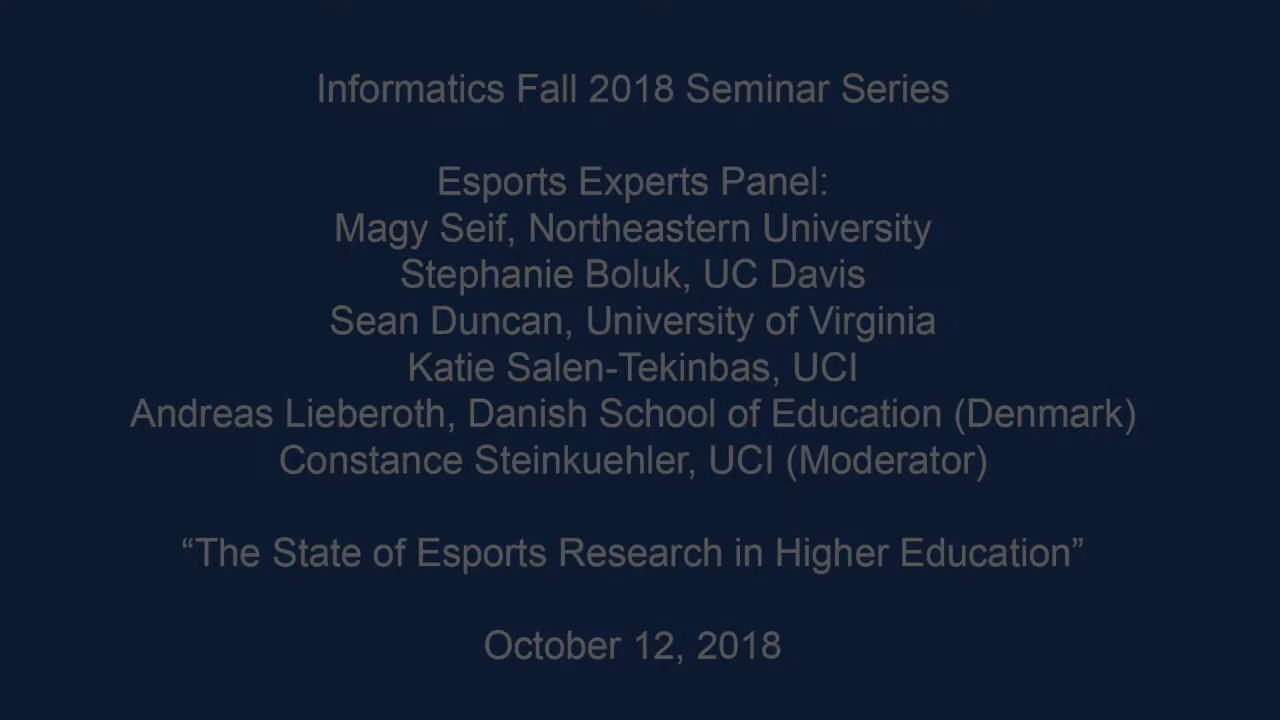 Informatics Fall 2018 Seminar Series
Esports Experts Panel:
Magy Seif, Northeastern University
Stephanie Boluk, UC Davis
Sean Duncan, University of Virginia
Katie Salen-Tekinbas, UCI
Andreas Lieberoth, Danish School of Education (Denmark)
Constance Steinkuehler, UCI (Moderator)
“The State of Esports Research in Higher Education”
October 12, 2018